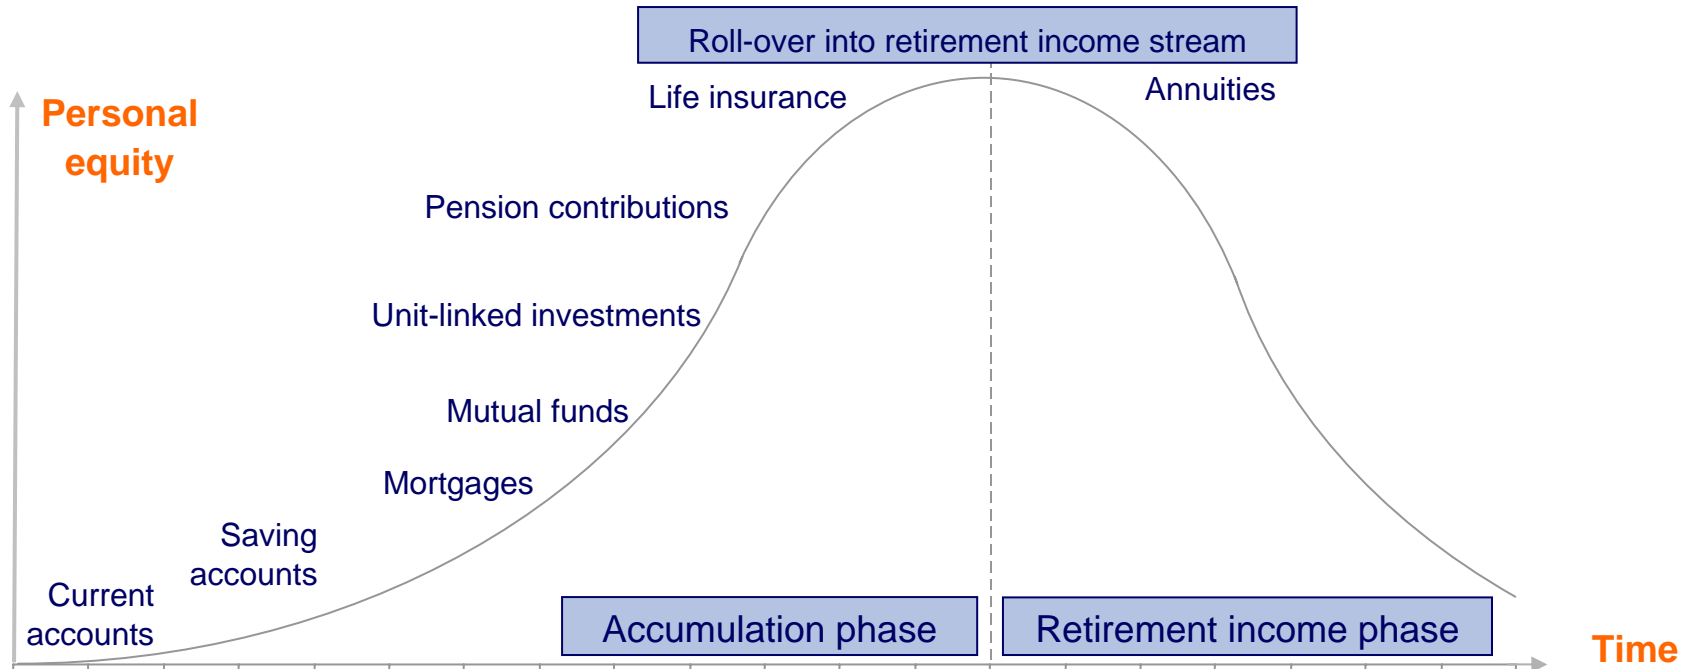 Roll-over into retirement income stream
Life insurance
Annuities
Personal
equity
Pension contributions
Unit-linked investments
Mutual funds
Mortgages
Saving
accounts
Current
accounts
Accumulation phase
Retirement income phase
Time